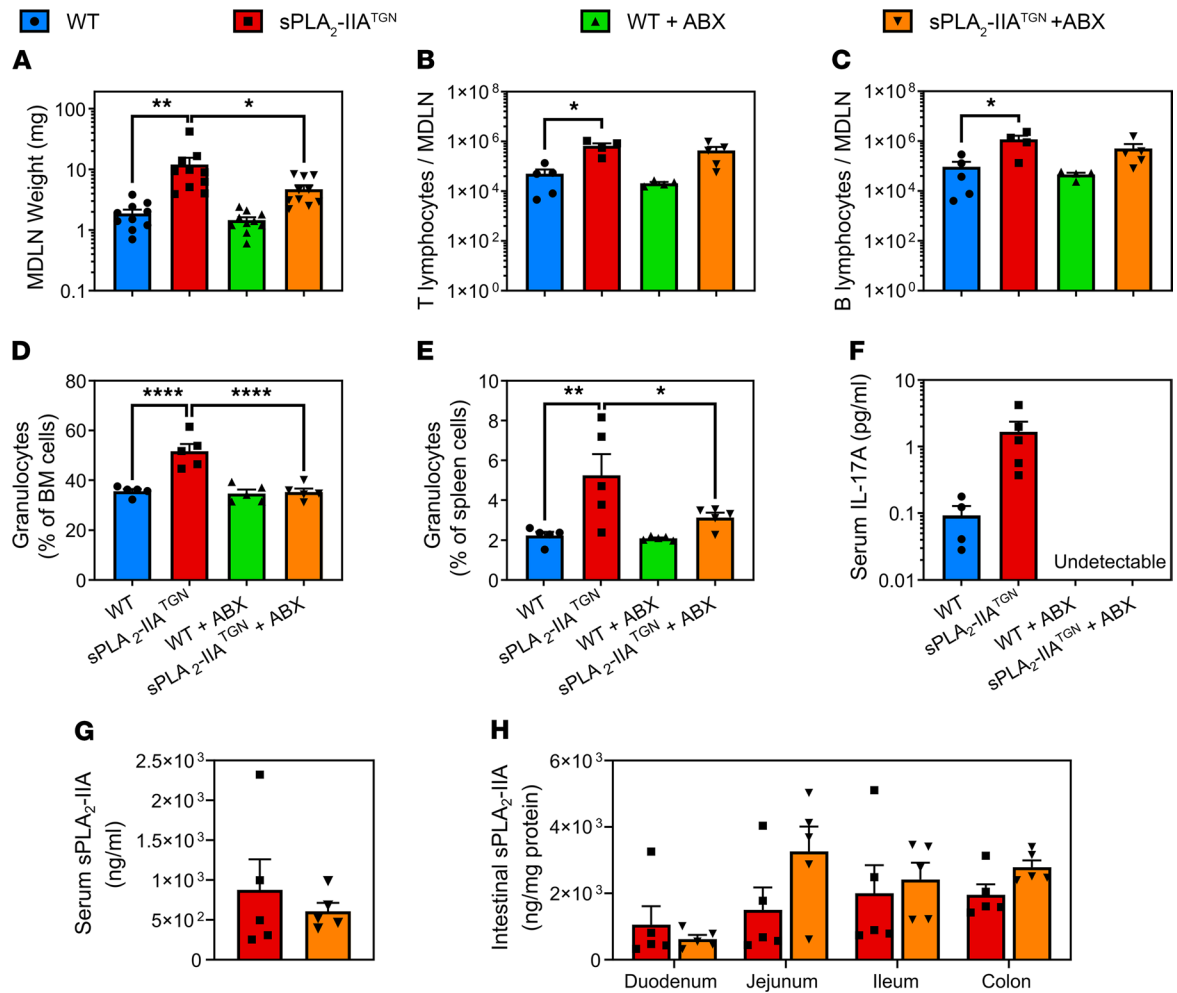 WT
sPLA2-IIATGN
WT + ABX
sPLA2-IIATGN +ABX
A
MDLN Weight (mg)
100
10
1
0.1
**
*
B
T lymphocytes / MDLN
1×10^8
1×10^6
1×10^4
1×10^2
1×10^0
*
C
B lymphocytes / MDLN
1×10^8
1×10^6
1×10^4
1×10^2
1×10^0
*
D
Granulocytes
(% of BM cells)
80
60
40
20
0
****
****
WT
sPLA2-IIATGN
WT + ABX
sPLA2-IIATGN + ABX
E
Granulocytes
(% of spleen cells)
10
8
6
4
2
0
**
*
WT
sPLA2-IIATGN
WT + ABX
sPLA2-IIATGN + ABX
F
Serum IL-17A (pg/ml)
10
1
0.1
0.01
Undetectable
WT
sPLA2-IIATGN
WT + ABX
sPLA2-IIATGN + ABX
G
Serum sPLA2-IIA
(ng/ml)
2.5×10^3
2×10^3
1.5×10^3
1×10^3
5×10^2
0
H
Intestinal sPLA2-IIA
(ng/mg protein)
6×10^3
4×10^3
2×10^3
0
Duodenum
Jejunum
Ileum
Colon